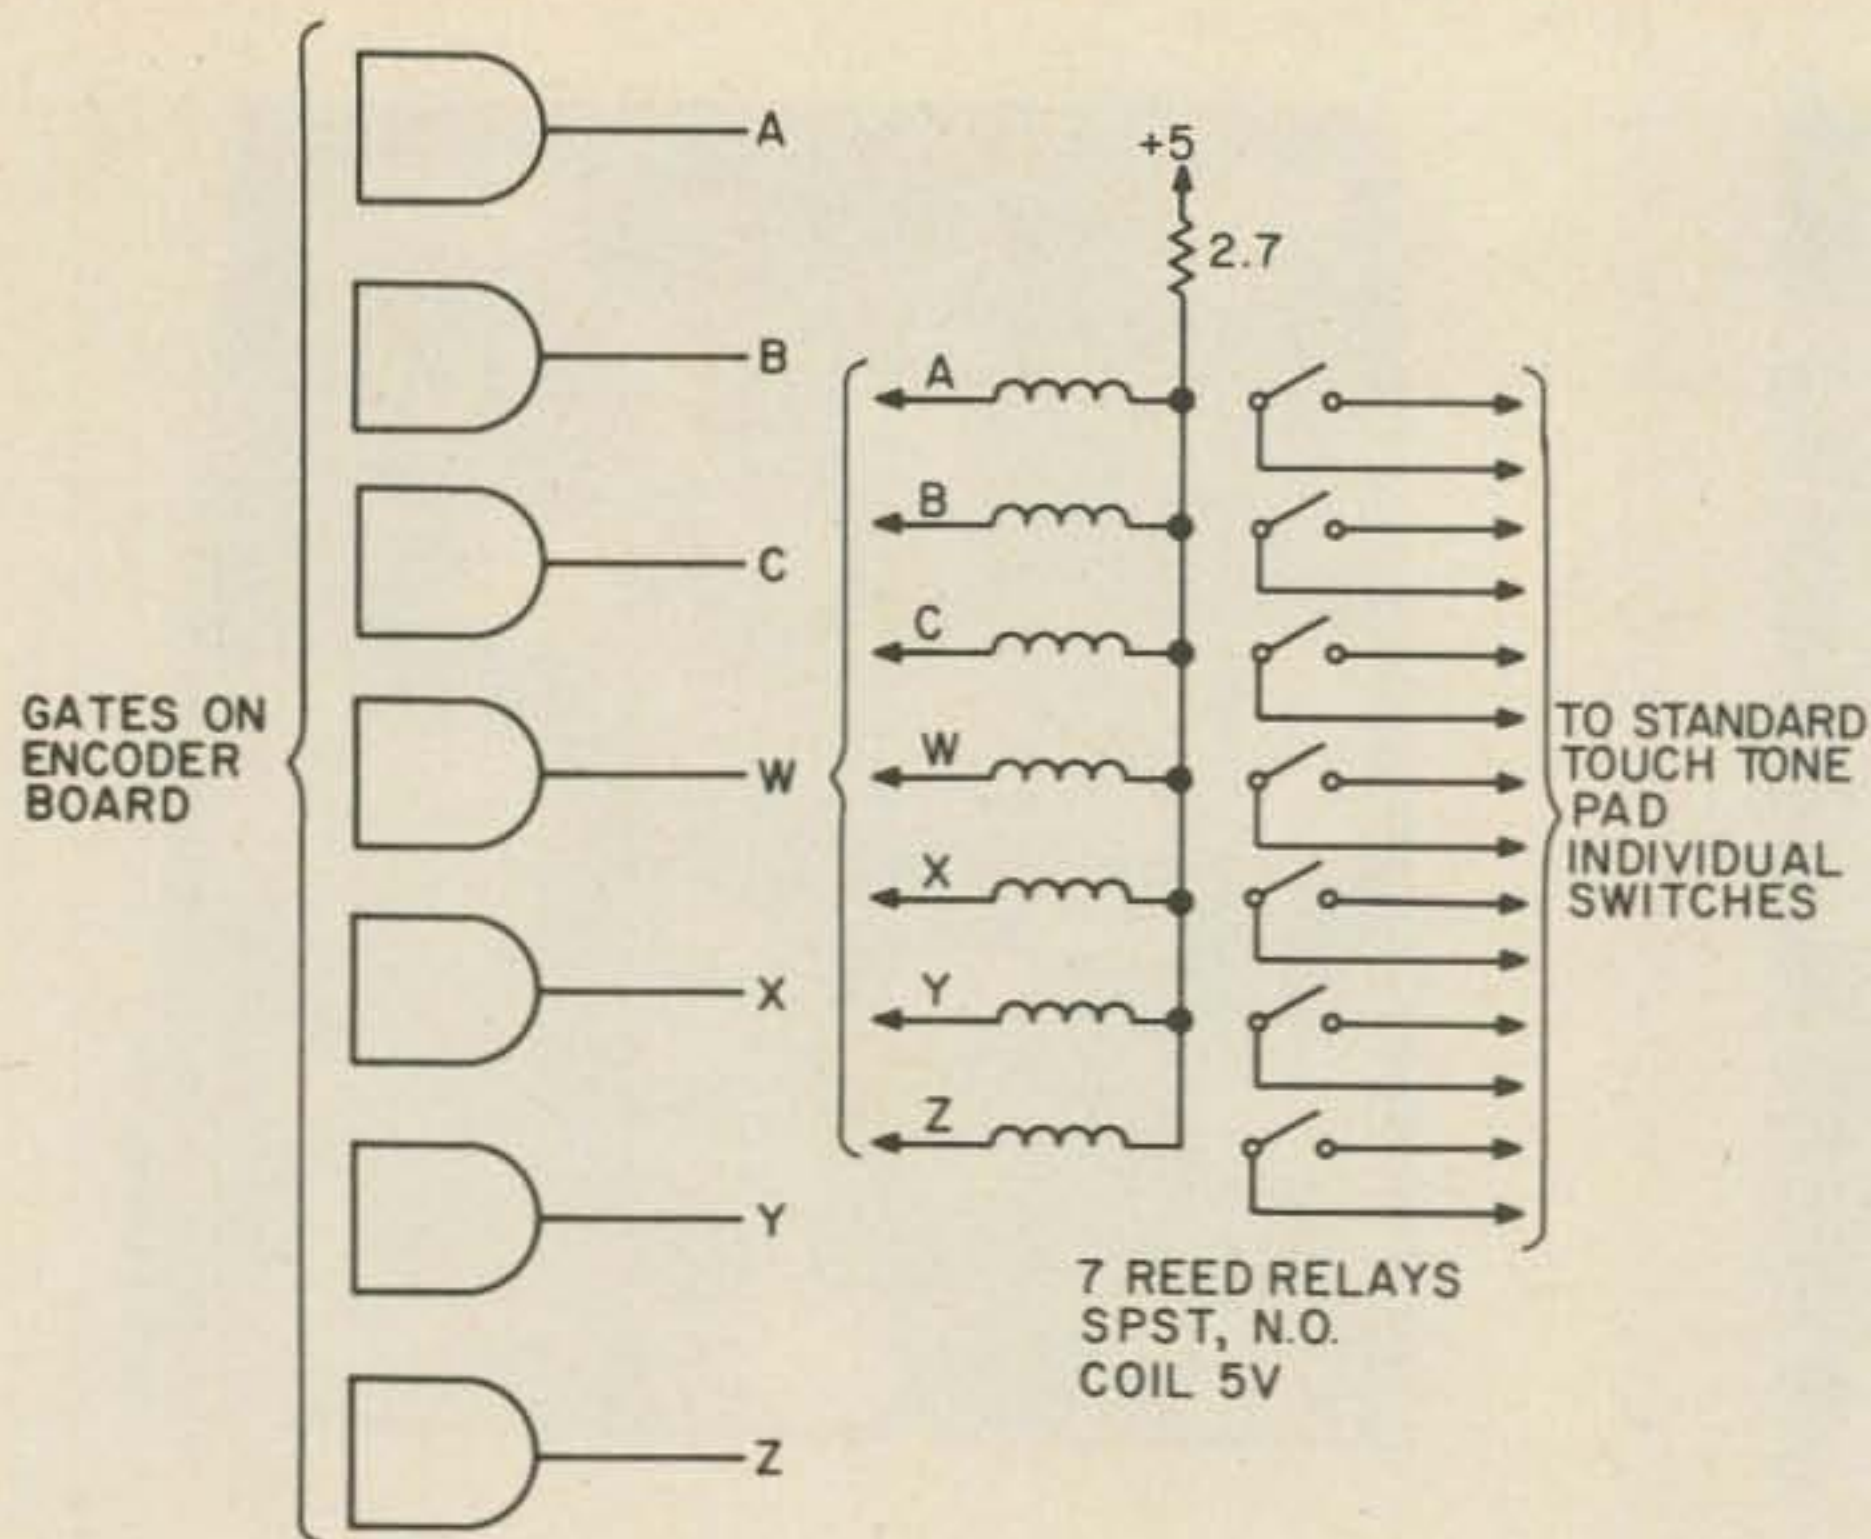 GATES ON
ENCODER
BOARD
A
B
C
W
X
Y
Z
+5
2.7
A
B
C
W
X
Y
Z
TO STANDARD
TOUCH TONE
PAD
INDIVIDUAL
SWITCHES
7 REED RELAYS
SPST, N.O.
COIL 5V